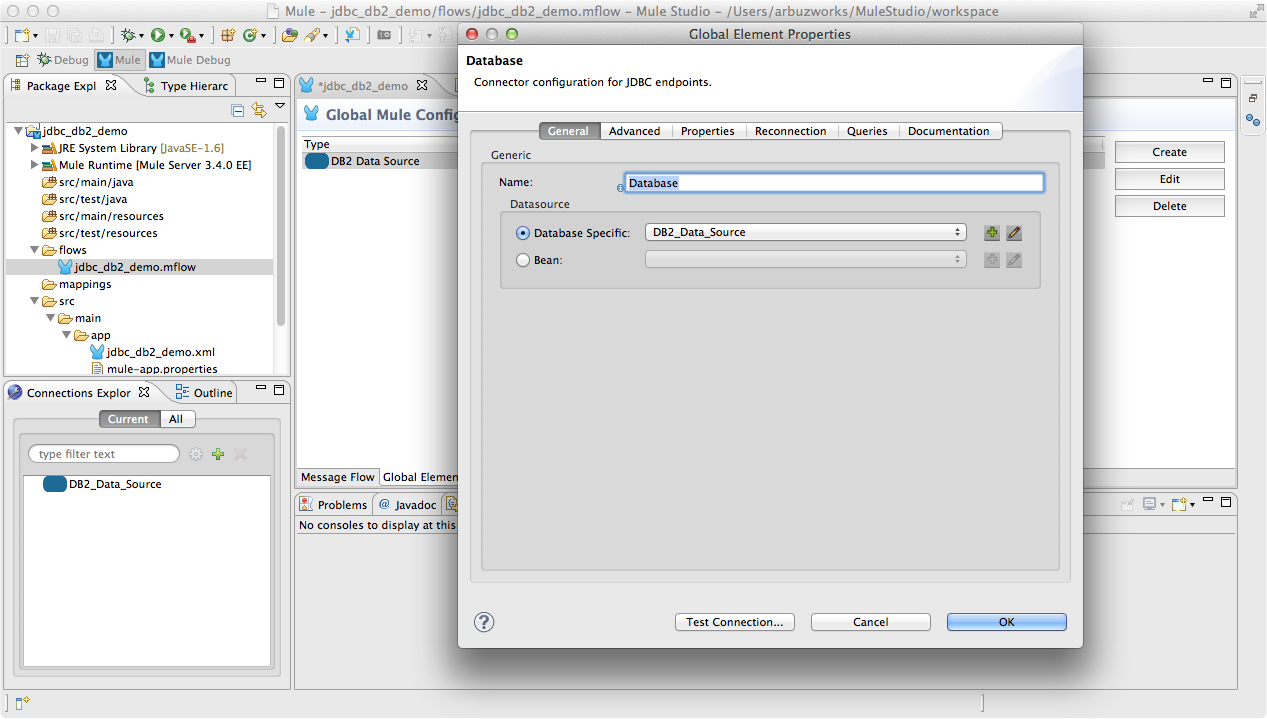 Mule – jdbc_db2_demo/flows/jdbc_db2_demo.mflow – Mule Studio – /Users/arbuzworks/MuleStudio/workspace
Debug Mule Mule Debug
Package Expl Type Hierarc
jdbc_db2_demo
JRE System Library [JavaSE-1.6]
Mule Runtime [Mule Server 3.4.0 EE]
src/main/java
src/test/java
src/main/resources
src/test/resources
flows
jdbc_db2_demo.mflow
mappings
src
main
app
jdbc_db2_demo.xml
mule-app.properties
Connections Explor Outline
Current All
type filter text
DB2_Data_Source
*jdbc_db2_demo
Global Mule Config
Type
DB2 Data Source
Create
Edit
Delete
Message Flow Global Elemen
Problems @ Javadoc
No consoles to display at this
Global Element Properties
Database
Connector configuration for JDBC endpoints.
General Advanced Properties Reconnection Queries Documentation
Generic
Name: Database
Datasource
Database Specific: DB2_Data_Source
Bean:
? Test Connection... Cancel OK